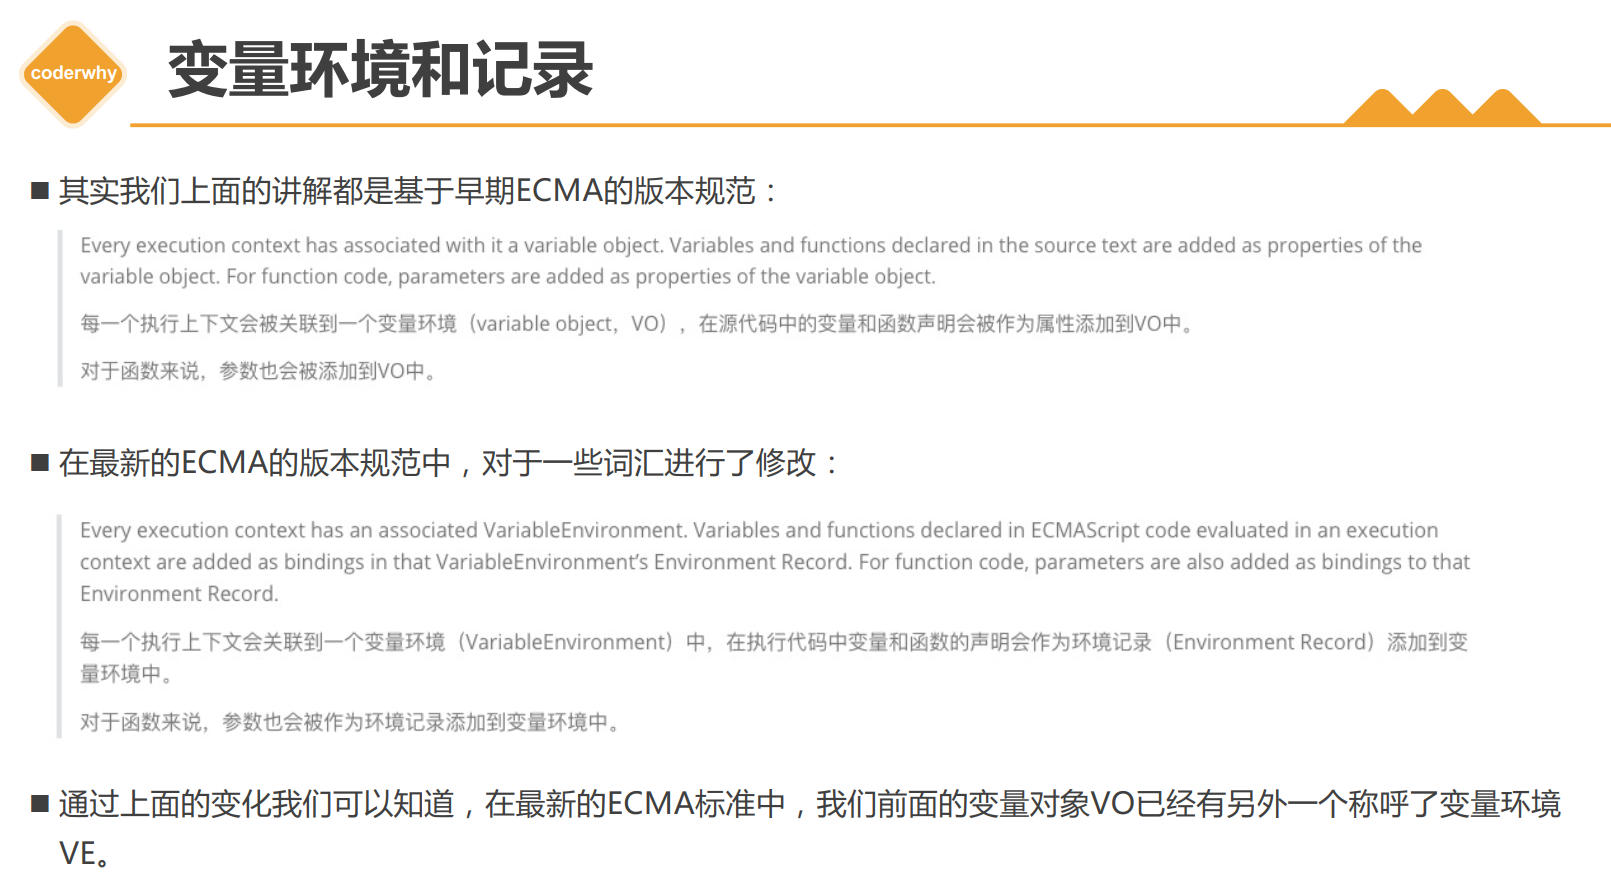 coderwhy
变量环境和记录
■ 其实我们上面的讲解都是基于早期ECMA的版本规范：
Every execution context has associated with it a variable object. Variables and functions declared in the source text are added as properties of the
variable object. For function code, parameters are added as properties of the variable object.
每一个执行上下文会被关联到一个变量环境（variable object，VO），在源代码中的变量和函数声明会被作为属性添加到VO中。
对于函数来说，参数也会被添加到VO中。
■ 在最新的ECMA的版本规范中，对于一些词汇进行了修改：
Every execution context has an associated VariableEnvironment. Variables and functions declared in ECMAScript code evaluated in an execution
context are added as bindings in that VariableEnvironment’s Environment Record. For function code, parameters are also added as bindings to that
Environment Record.
每一个执行上下文会关联到一个变量环境（VariableEnvironment）中，在执行代码中变量和函数的声明会作为环境记录（Environment Record）添加到变
量环境中。
对于函数来说，参数也会被作为环境记录添加到变量环境中。
■ 通过上面的变化我们可以知道，在最新的ECMA标准中，我们前面的变量对象VO已经有另外一个称呼了变量环境
VE。